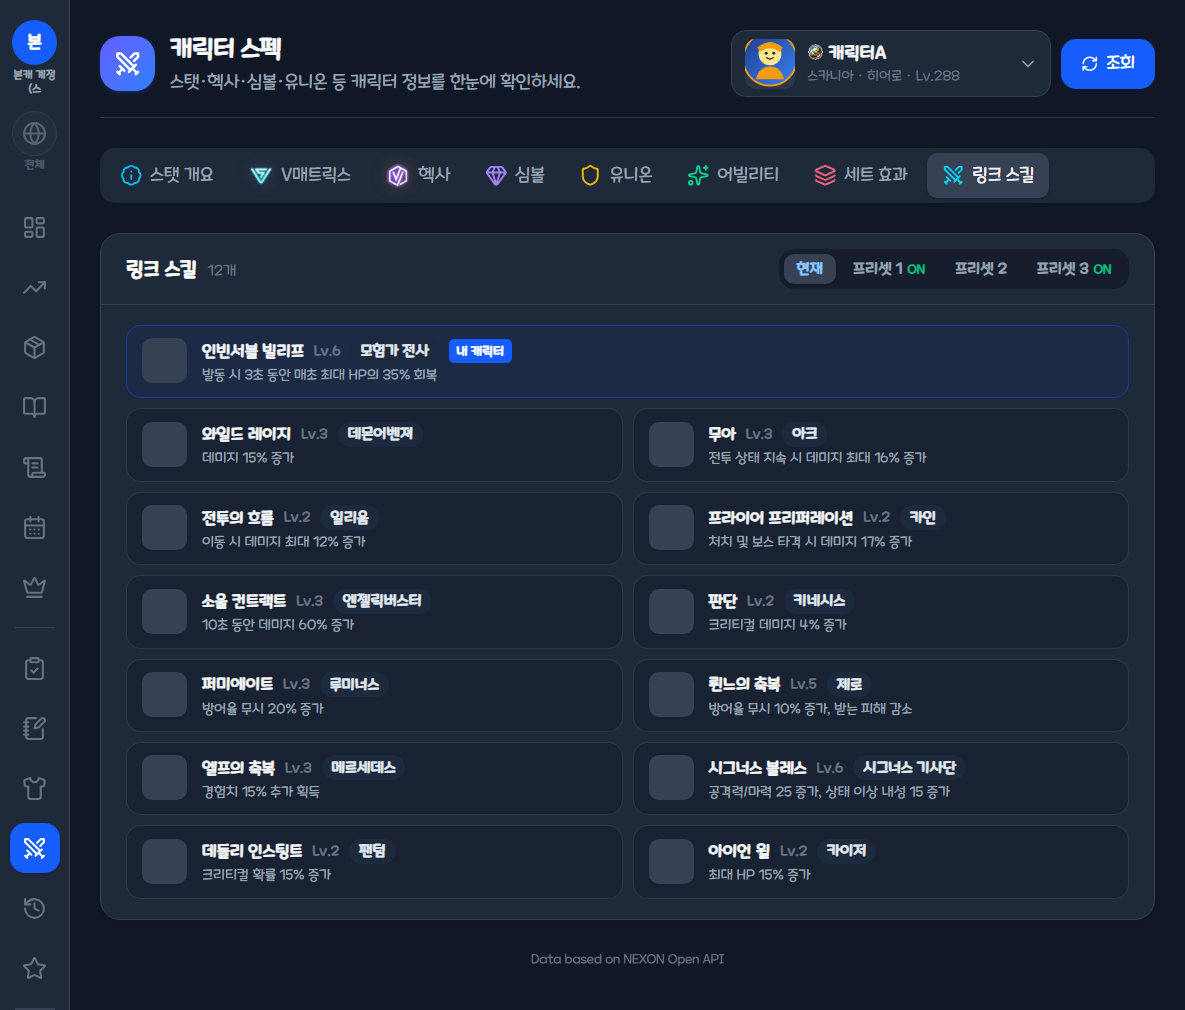 본
본캐 계정
(스
전체
캐릭터 스펙
스탯·헥사·심볼·유니온 등 캐릭터 정보를 한눈에 확인하세요.
캐릭터A
스카니아 · 히어로 · Lv.288
조회
스탯 개요
V매트릭스
헥사
심볼
유니온
어빌리티
세트 효과
링크 스킬
링크 스킬 12개
현재
프리셋 1 ON
프리셋 2
프리셋 3 ON
인빈서블 빌리프 Lv.6 모험가 전사 내 캐릭터
발동 시 3초 동안 매초 최대 HP의 35% 회복
와일드 레이지 Lv.3 데몬어벤져
데미지 15% 증가
무아 Lv.3 아크
전투 상태 지속 시 데미지 최대 16% 증가
전투의 흐름 Lv.2 일리움
이동 시 데미지 최대 12% 증가
프라이어 프리퍼레이션 Lv.2 카인
처치 및 보스 타격 시 데미지 17% 증가
소울 컨트랙트 Lv.3 엔젤릭버스터
10초 동안 데미지 60% 증가
판단 Lv.2 키네시스
크리티컬 데미지 4% 증가
퍼미에이트 Lv.3 루미너스
방어율 무시 20% 증가
륀느의 축복 Lv.5 제로
방어율 무시 10% 증가, 받는 피해 감소
엘프의 축복 Lv.3 메르세데스
경험치 15% 추가 획득
시그너스 블레스 Lv.6 시그너스 기사단
공격력/마력 25 증가, 상태 이상 내성 15 증가
데들리 인스팅트 Lv.2 팬텀
크리티컬 확률 15% 증가
아이언 윌 Lv.2 카이저
최대 HP 15% 증가
Data based on NEXON Open API